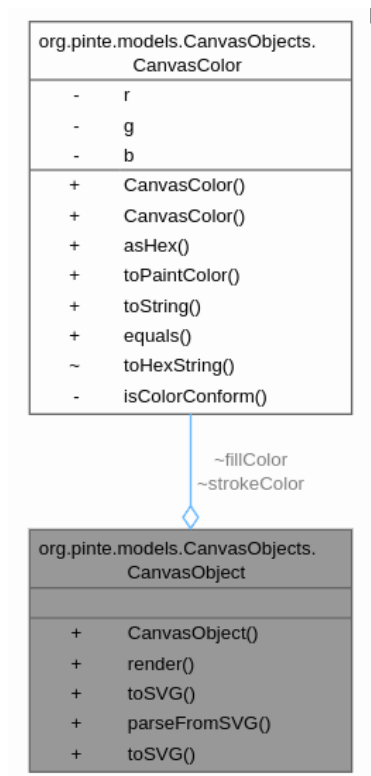 org.pinte.models.CanvasObjects.
CanvasColor
- r
- g
- b
+ CanvasColor()
+ CanvasColor()
+ asHex()
+ toPaintColor()
+ toString()
+ equals()
~ toHexString()
- isColorConform()
~fillColor
~strokeColor
org.pinte.models.CanvasObjects.
CanvasObject
+ CanvasObject()
+ render()
+ toSVG()
+ parseFromSVG()
+ toSVG()